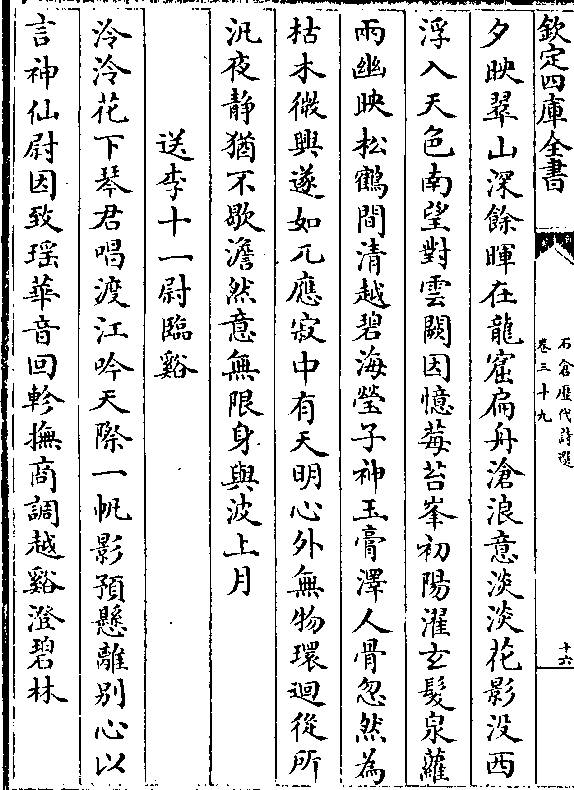 欽定四庫全書
石倉歷代詩選
卷三十九
十六
夕映翠山深餘暉在龍窟扁舟滄浪意淡淡花影没西
浮入天色南望對雲闕因憶莓苔峯初陽濯玄髮泉蘿
兩幽映松鶴間清越碧海瑩子神玉膏澤人骨忽然為
枯木微興遂如兀應寂中有天明心外無物環迴從所
汎夜静猶不歇澹然意無限身與波上月
送李十一尉臨谿
泠泠花下琴君唱渡江吟天際一帆影預懸離别心以
言神仙尉因致瑶華音回軫撫商調越谿澄碧林